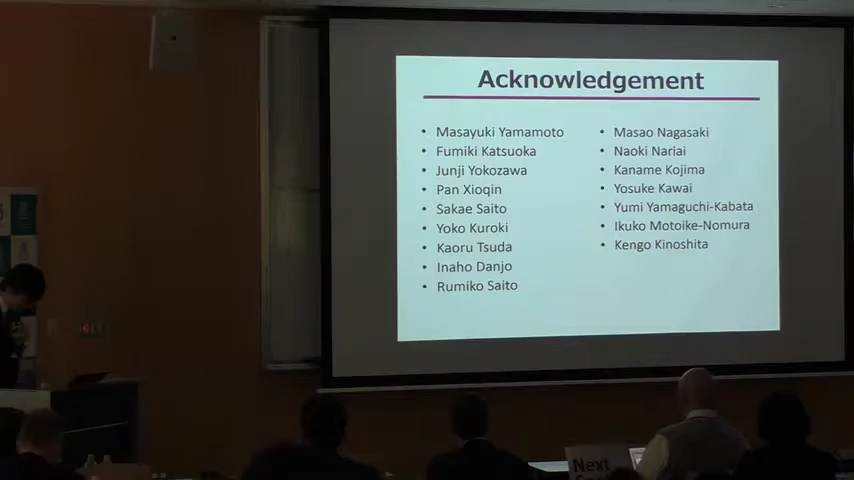 Acknowledgement
• Masayuki Yamamoto
• Fumiki Katsuoka
• Junji Yokozawa
• Pan Xioqin
• Sakae Saito
• Yoko Kuroki
• Kaoru Tsuda
• Inaho Danjo
• Rumiko Saito
• Masao Nagasaki
• Naoki Nariai
• Kaname Kojima
• Yosuke Kawai
• Yumi Yamaguchi-Kabata
• Ikuko Motoike-Nomura
• Kengo Kinoshita
Next